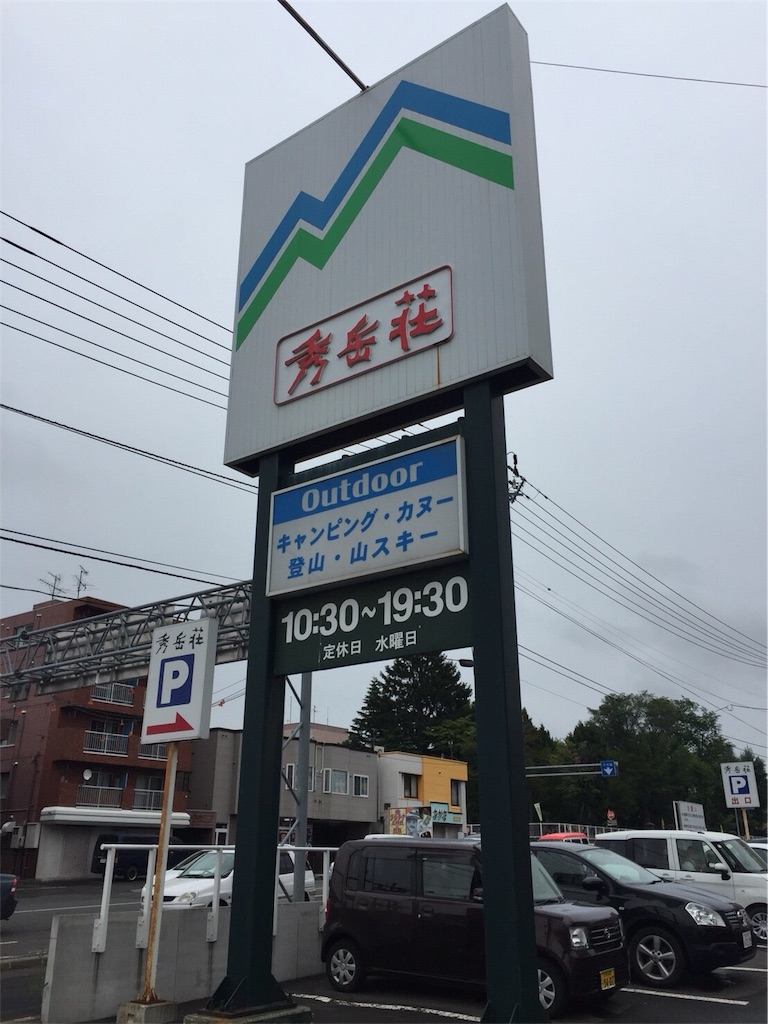 秀岳荘
Outdoor
キャンピング・カヌー
登山・山スキー
10:30~19:30
定休日 水曜日
秀岳荘
P
秀岳荘
P
出口